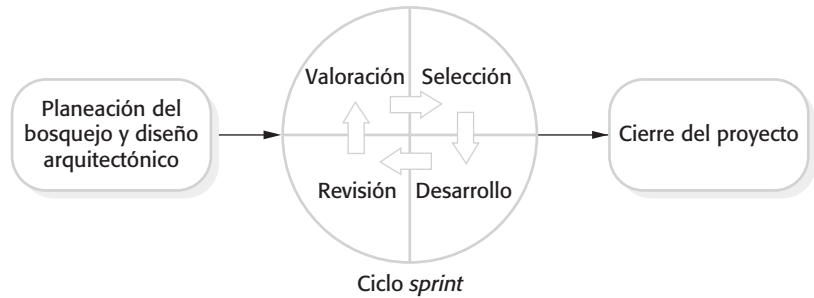 Planeación del
bosquejo y diseño
arquitectónico
Valoración
Selección
Revisión
Desarrollo
Cierre del proyecto
Ciclo sprint